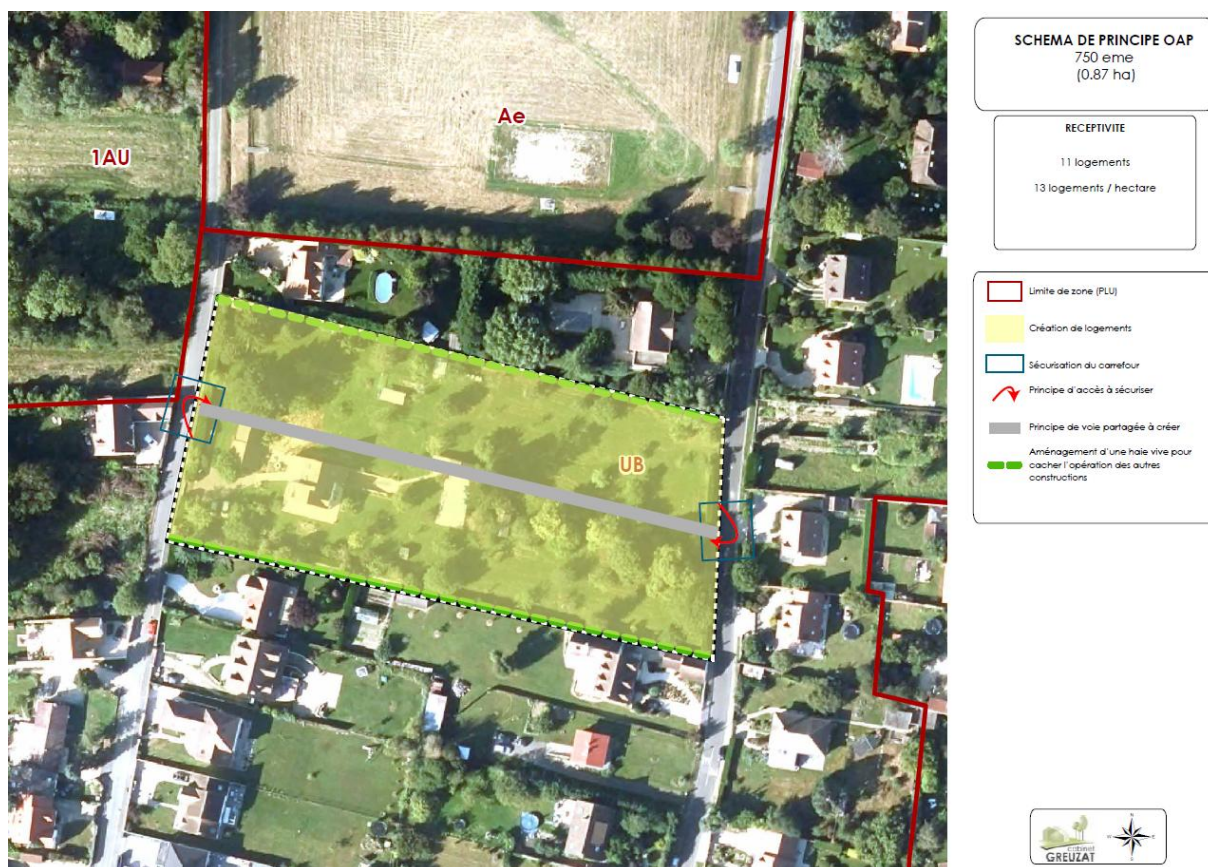 SCHEMA DE PRINCIPE OAP
750 eme
(0.87 ha)
RECEPTIVITE
11 logements
13 logements / hectare
Ae
1AU
UB
Limite de zone (PLU)
Création de logements
Sécurisation du carrefour
Principe d'accès à sécuriser
Principe de voie partagée à créer
Aménagement d'une haie vive pour
cacher l'opération des autres
constructions
cabinet
GREUZAT